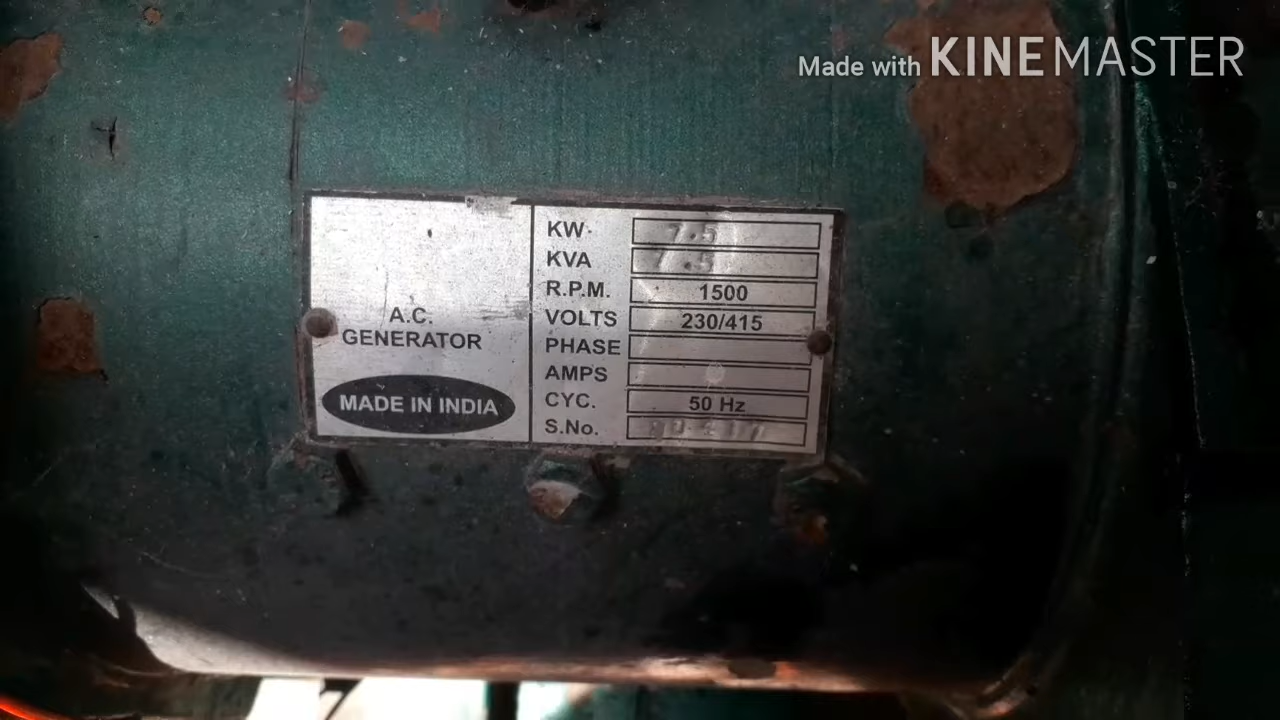 Made with KINEMASTER
A.C.
GENERATOR
MADE IN INDIA
KW. 7.5
KVA 7.5
R.P.M. 1500
VOLTS 230/415
PHASE
AMPS
CYC. 50 Hz
S.No.